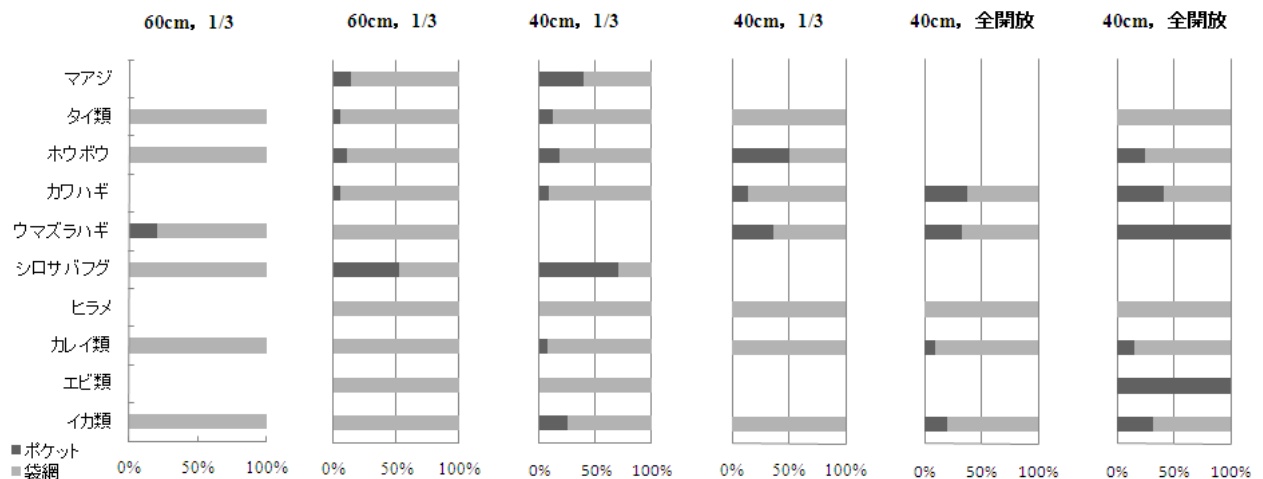 60cm, 1/3 60cm, 1/3 40cm, 1/3 40cm, 1/3 40cm, 全開放 40cm, 全開放
マアジ
タイ類
ホウボウ
カワハギ
ウマズラハギ
シロサバフグ
ヒラメ
カレイ類
エビ類
イカ類
■ポケット
■袋網
0% 50% 100% 0% 50% 100% 0% 50% 100% 0% 50% 100% 0% 50% 100% 0% 50% 100%